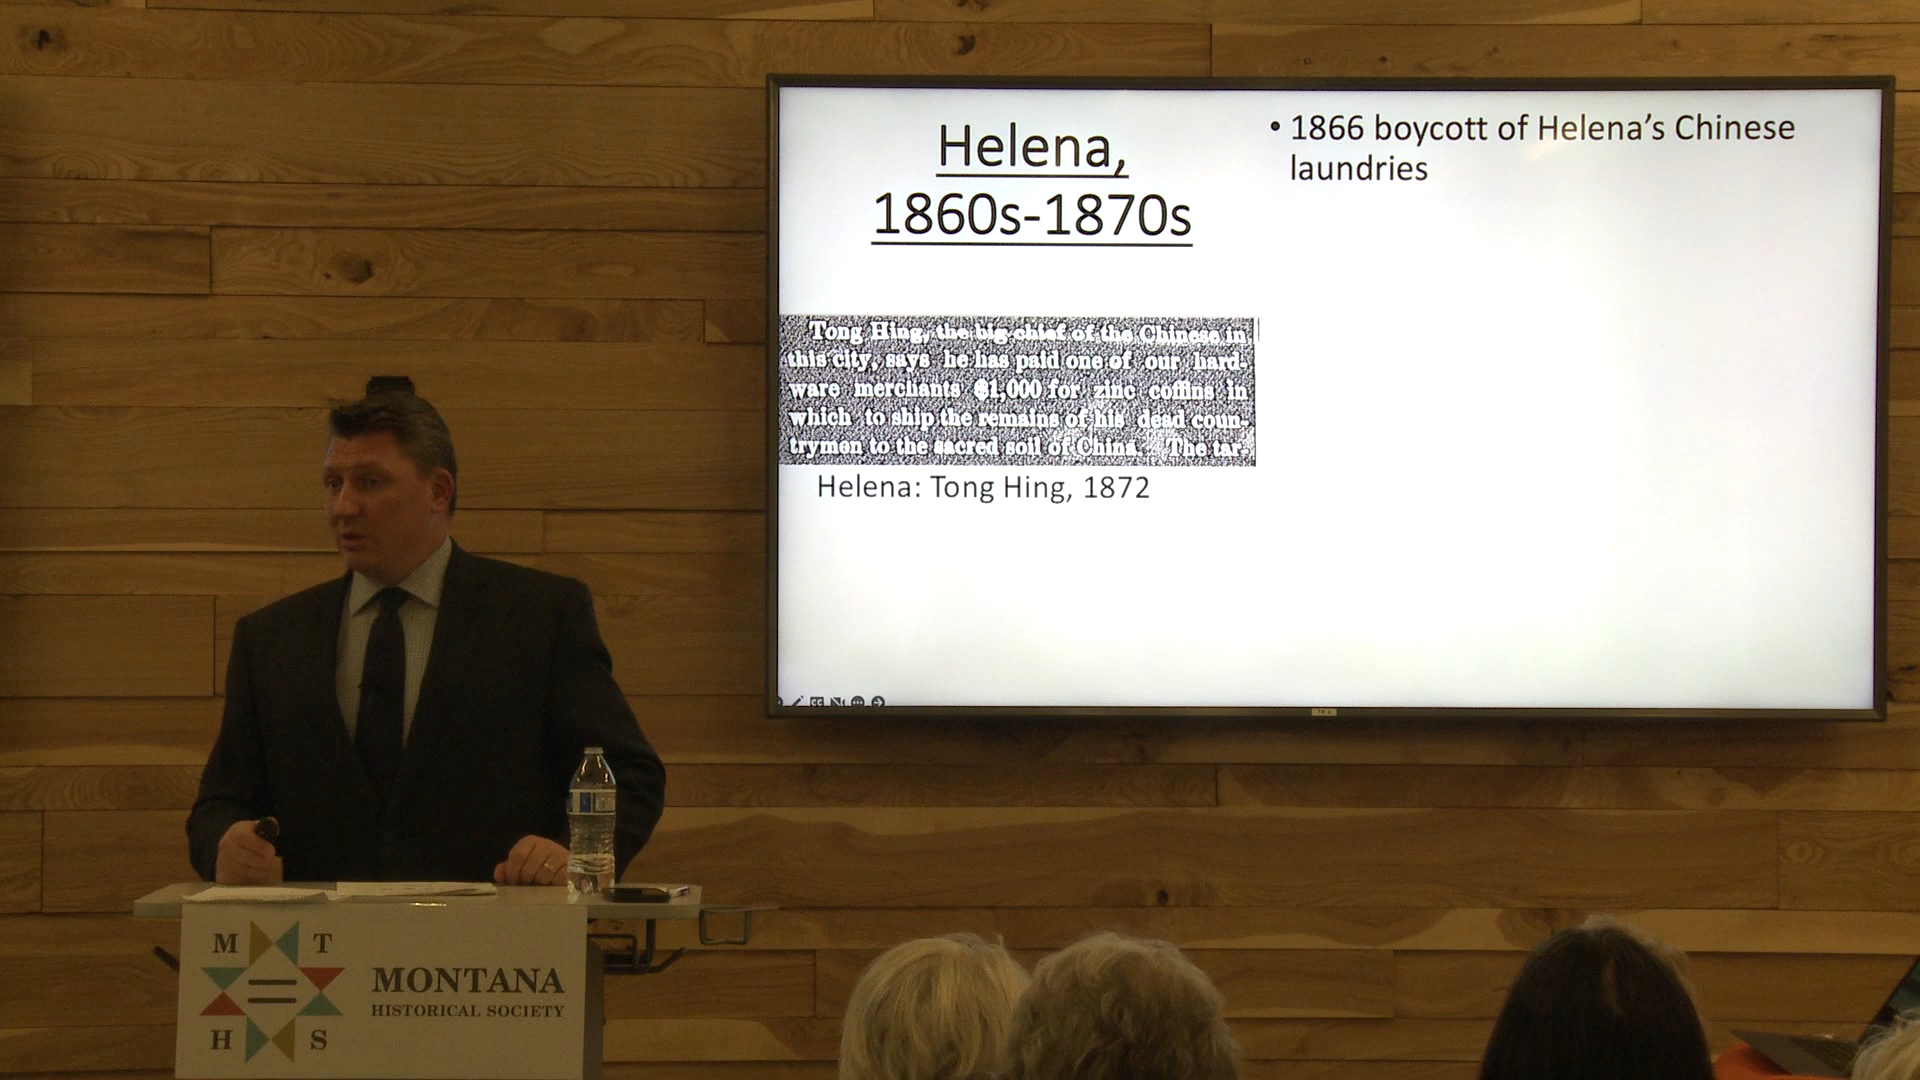 Helena,
1860s-1870s
• 1866 boycott of Helena’s Chinese
laundries
Tong Hing, the big chief of the Chinese in
this city, says he has paid one of our hard-
ware merchants $1,000 for zinc coffins in
which to ship the remains of his dead coun-
trymen to the sacred soil of China. The tar-
Helena: Tong Hing, 1872
M T
H S
MONTANA
HISTORICAL SOCIETY